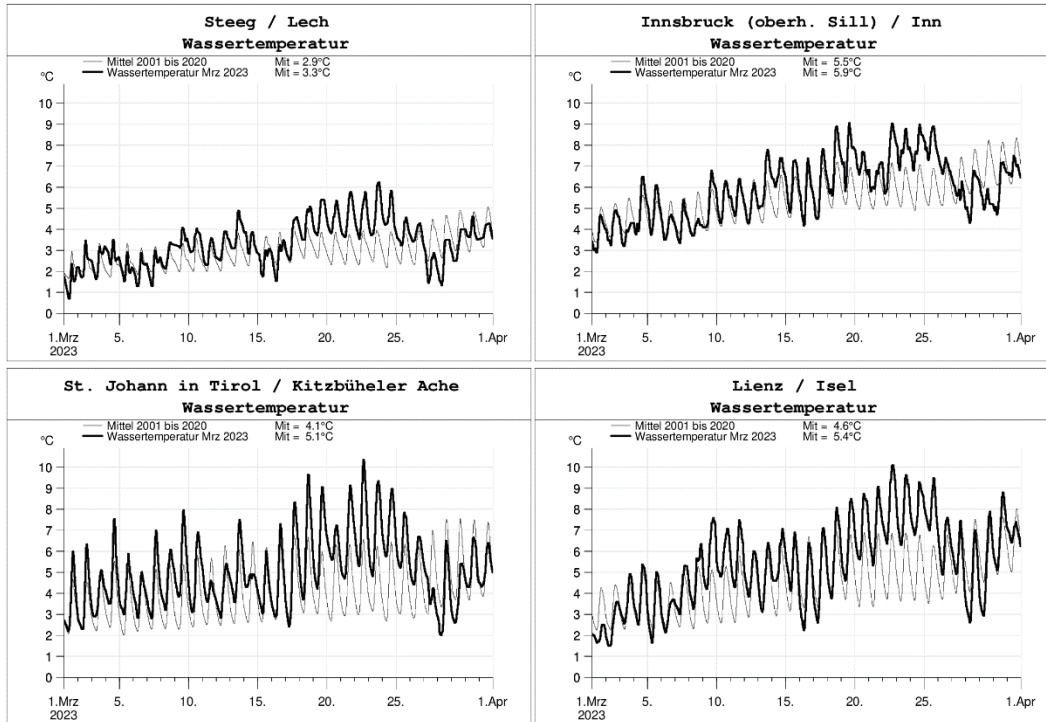 Steeg / Lech
Wassertemperatur
°C
Mittel 2001 bis 2020 Mit = 2.9°C
Wassertemperatur Mrz 2023 Mit = 3.3°C
10
9
8
7
6
5
4
3
2
1
0
1.Mrz 5. 10. 15. 20. 25. 1.Apr
2023
Innsbruck (oberh. Sill) / Inn
Wassertemperatur
°C
Mittel 2001 bis 2020 Mit = 5.5°C
Wassertemperatur Mrz 2023 Mit = 5.9°C
10
9
8
7
6
5
4
3
2
1
0
1.Mrz 5. 10. 15. 20. 25. 1.Apr
2023
St. Johann in Tirol / Kitzbüheler Ache
Wassertemperatur
°C
Mittel 2001 bis 2020 Mit = 4.1°C
Wassertemperatur Mrz 2023 Mit = 5.1°C
10
9
8
7
6
5
4
3
2
1
0
1.Mrz 5. 10. 15. 20. 25. 1.Apr
2023
Lienz / Isel
Wassertemperatur
°C
Mittel 2001 bis 2020 Mit = 4.6°C
Wassertemperatur Mrz 2023 Mit = 5.4°C
10
9
8
7
6
5
4
3
2
1
0
1.Mrz 5. 10. 15. 20. 25. 1.Apr
2023